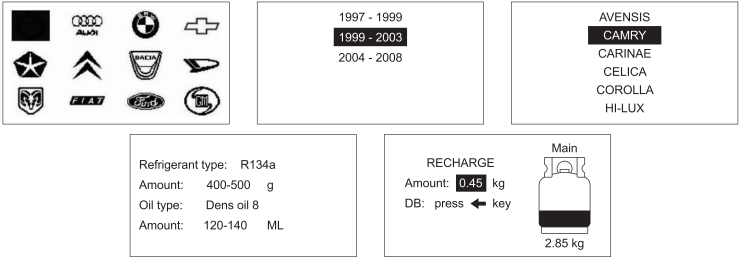 Audi
DACIA
FIAT
Ford
GM
1997 - 1999
1999 - 2003
2004 - 2008
AVENSIS
CAMRY
CARINAE
CELICA
COROLLA
HI-LUX
Refrigerant type: R134a
Amount: 400-500 g
Oil type: Dens oil 8
Amount: 120-140 ML
RECHARGE
Amount: 0.45 kg
DB: press key
Main
2.85 kg